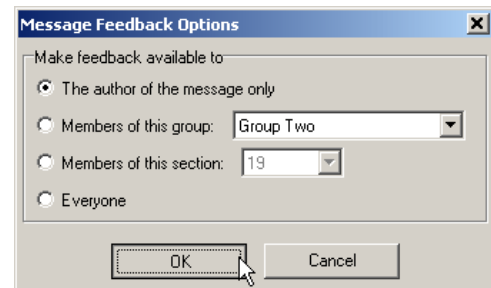 Message Feedback Options
Make feedback available to
The author of the message only
Members of this group: Group Two
Members of this section: 19
Everyone
OK Cancel